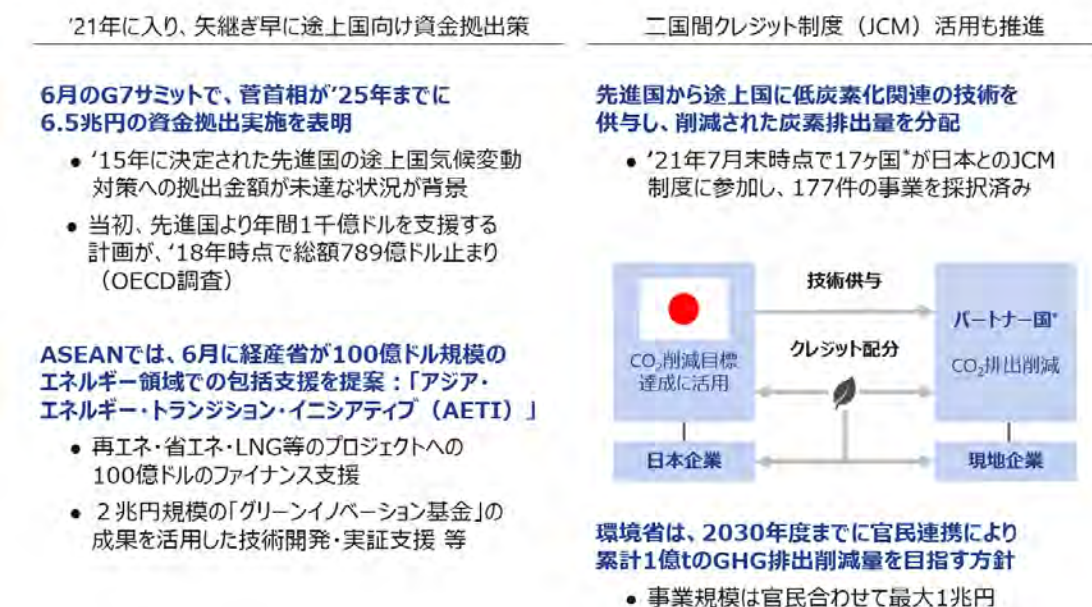 '21年に入り、矢継ぎ早に途上国向け資金拠出策
6月のG7サミットで、菅首相が'25年までに
6.5兆円の資金拠出実施を表明
• '15年に決定された先進国の途上国気候変動
対策への拠出金額が未達な状況が背景
• 当初、先進国より年間1千億ドルを支援する
計画が、'18年時点で総額789億ドル止まり
（OECD調査）
ASEANでは、6月に経産省が100億ドル規模の
エネルギー領域での包括支援を提案：「アジア・
エネルギー・トランジション・イニシアティブ（AETI）」
• 再エネ・省エネ・LNG等のプロジェクトへの
100億ドルのファイナンス支援
• ２兆円規模の「グリーンイノベーション基金」の
成果を活用した技術開発・実証支援 等
二国間クレジット制度（JCM）活用も推進
先進国から途上国に低炭素化関連の技術を
供与し、削減された炭素排出量を分配
• '21年7月末時点で17ヶ国*が日本とのJCM
制度に参加し、177件の事業を採択済み
技術供与
パートナー国*
クレジット配分
CO₂削減目標
達成に活用
CO₂排出削減
日本企業
現地企業
環境省は、2030年度までに官民連携により
累計1億tのGHG排出削減量を目指す方針
• 事業規模は官民合わせて最大1兆円